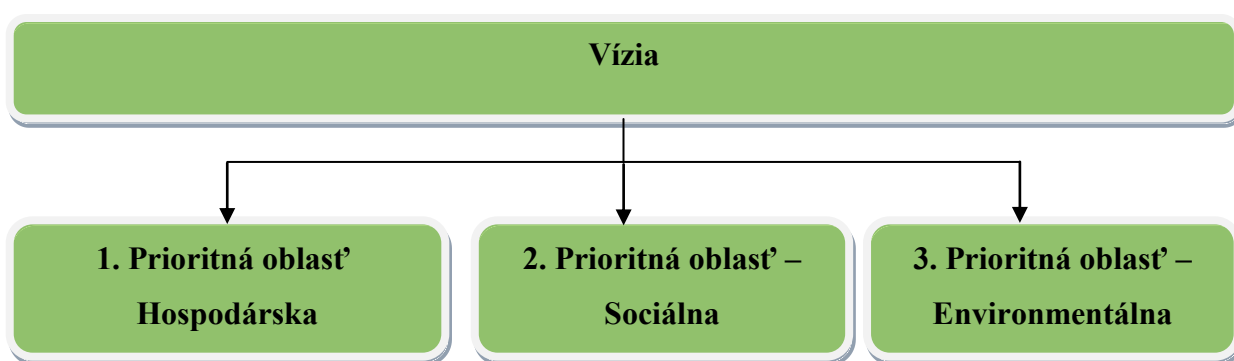 Vízia
1. Prioritná oblasť
Hospodárska
2. Prioritná oblasť –
Sociálna
3. Prioritná oblasť –
Environmentálna